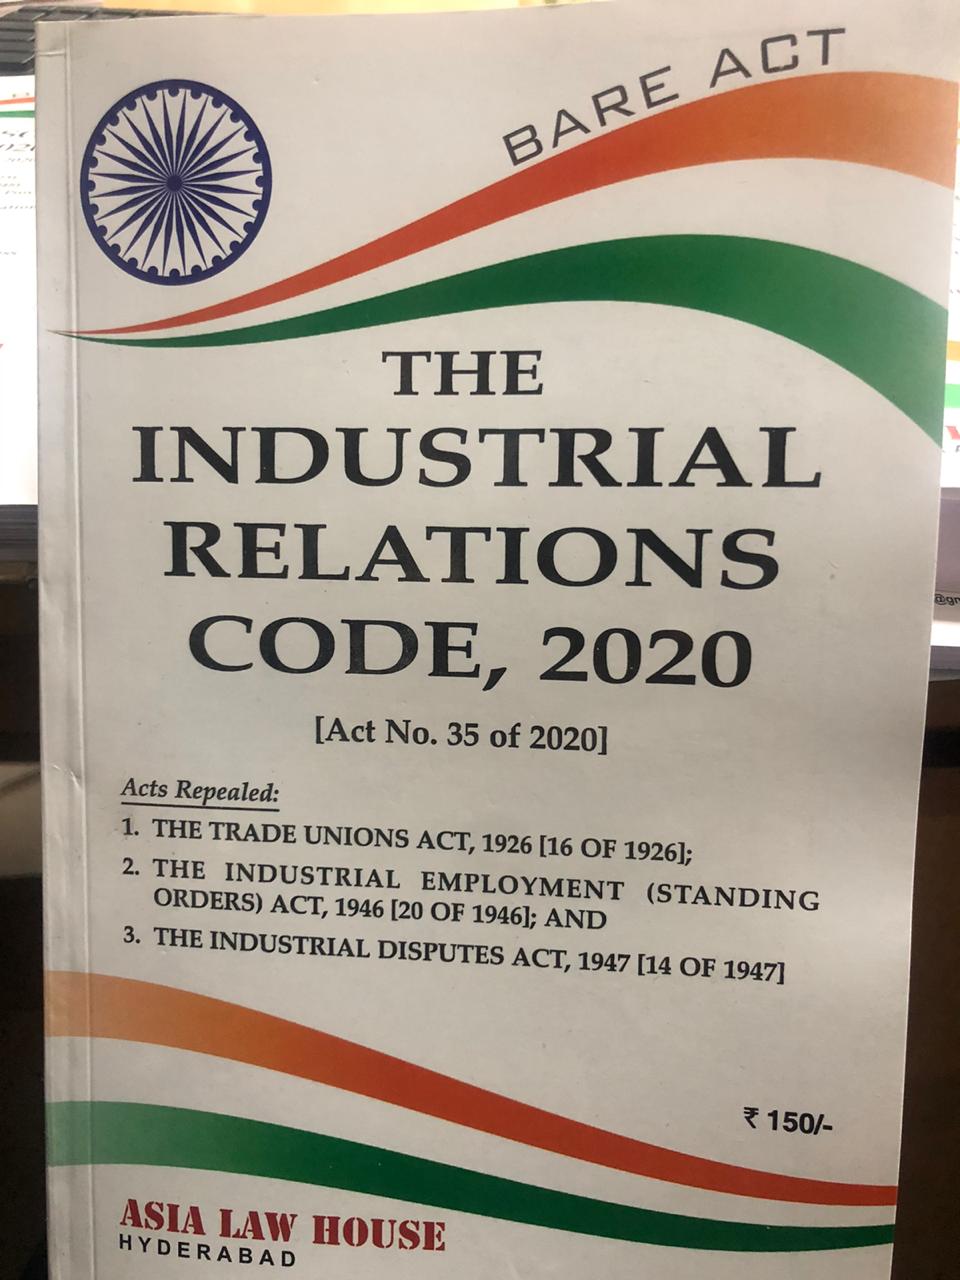 BARE ACT
THE
INDUSTRIAL
RELATIONS
CODE, 2020
[Act No. 35 of 2020]
Acts Repealed:
1. THE TRADE UNIONS ACT, 1926 [16 OF 1926];
2. THE INDUSTRIAL EMPLOYMENT (STANDING
ORDERS) ACT, 1946 [20 OF 1946]; AND
3. THE INDUSTRIAL DISPUTES ACT, 1947 [14 OF 1947]
₹ 150/-
ASIA LAW HOUSE
HYDERABAD